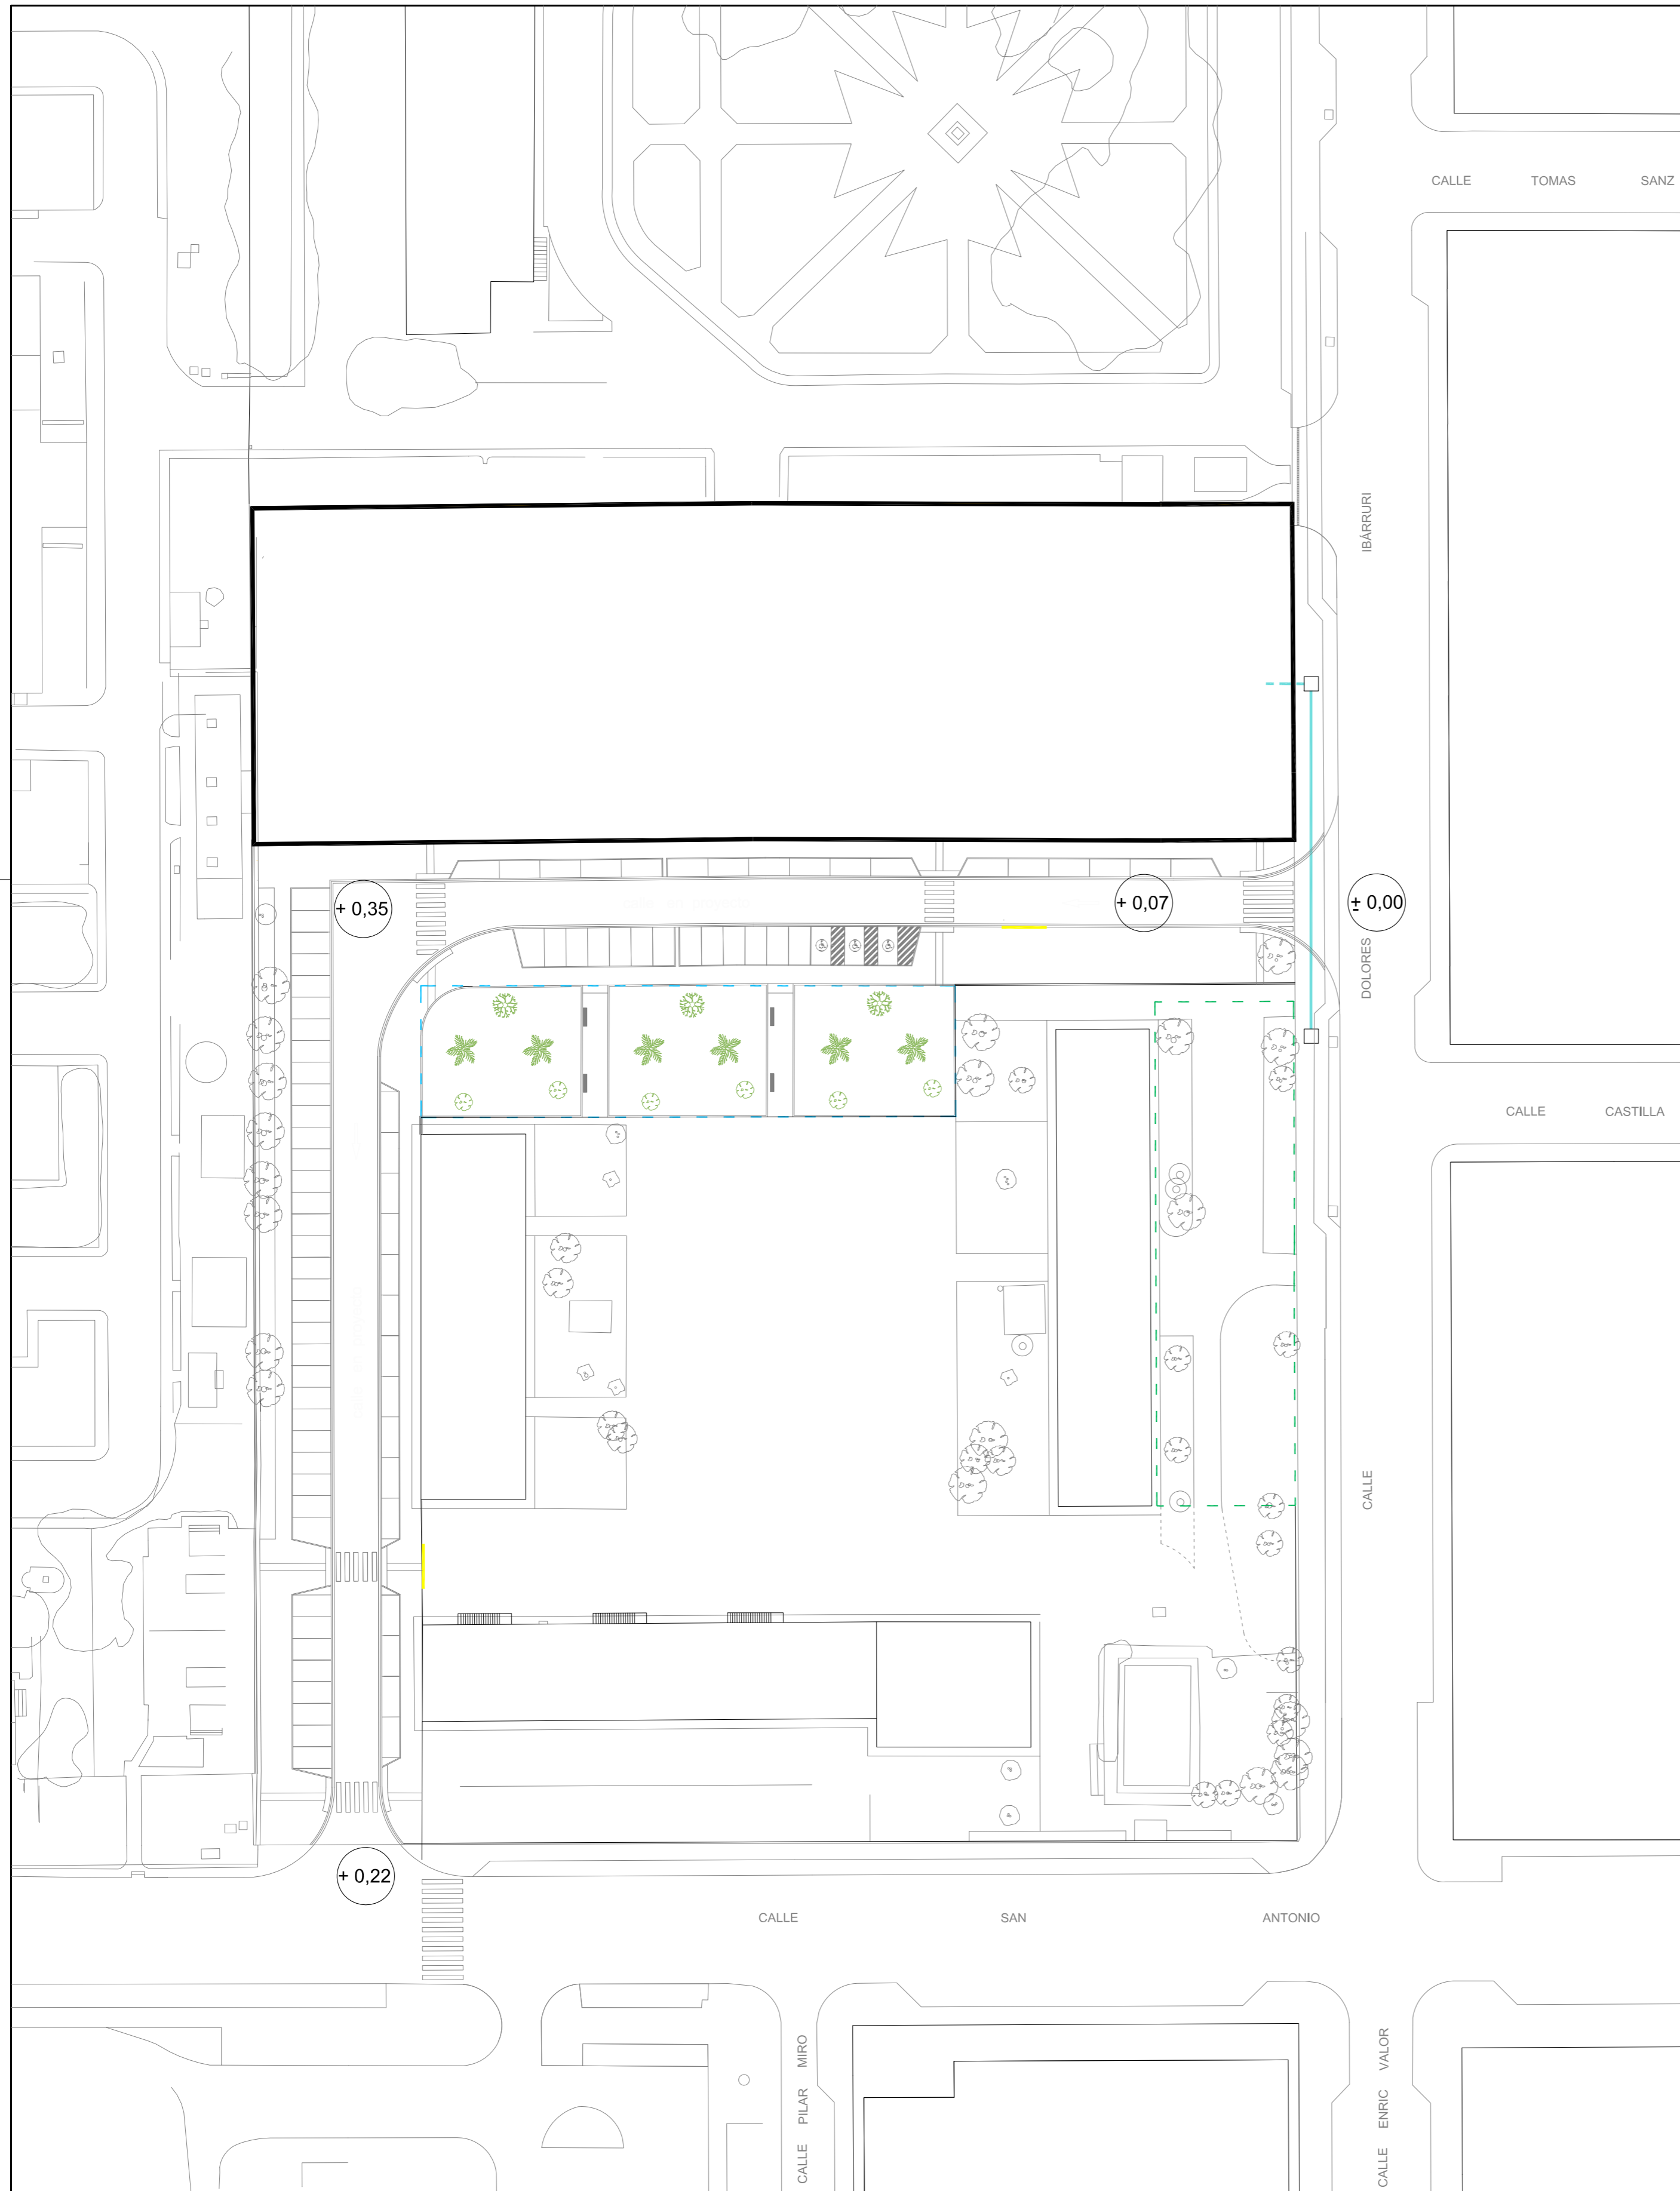 CALLE TOMAS SANZ
IBÁRRURI
+ 0,35
+ 0,07
± 0,00
DOLORES
CALLE CASTILLA
CALLE
+ 0,22
CALLE SAN ANTONIO
CALLE PILAR MIRO
CALLE ENRIC VALOR